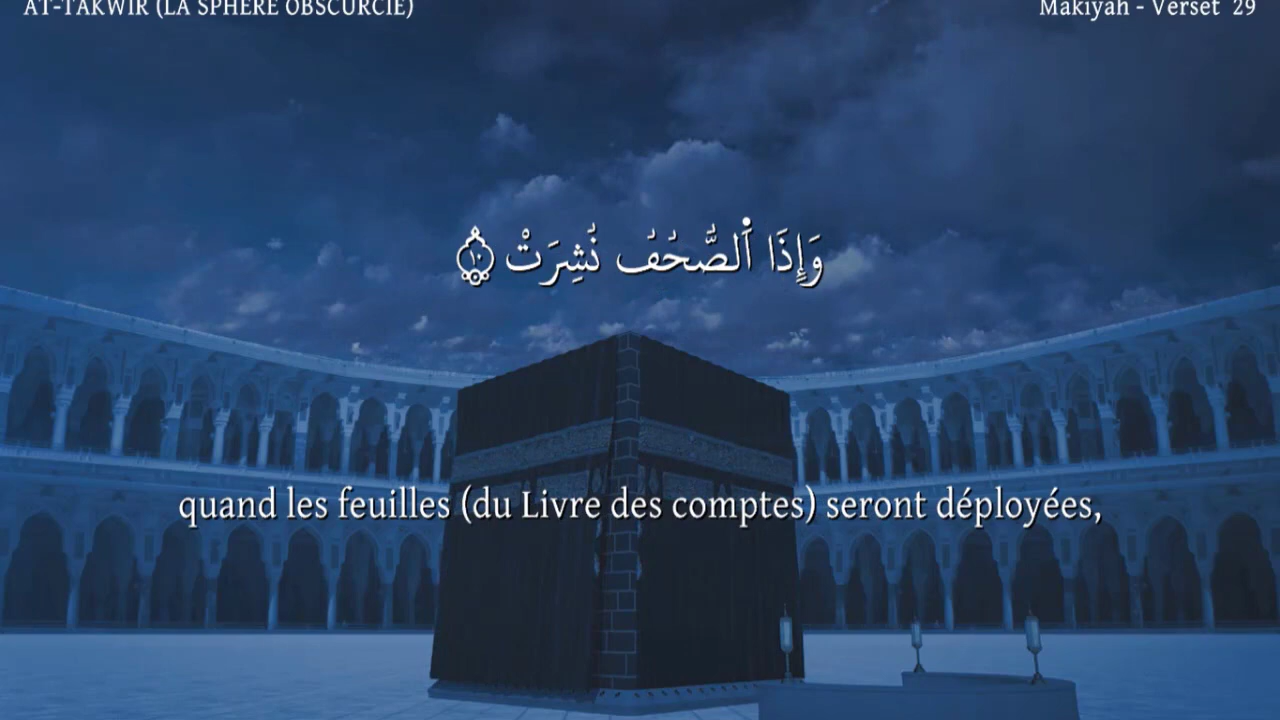 AT-TAKWIR (LA SPHERE OBSCURCIE)
Makiyah - Verset 29
وَإِذَا ٱلصُّحُفُ نُشِرَتْ ١٠
quand les feuilles (du Livre des comptes) seront déployées,